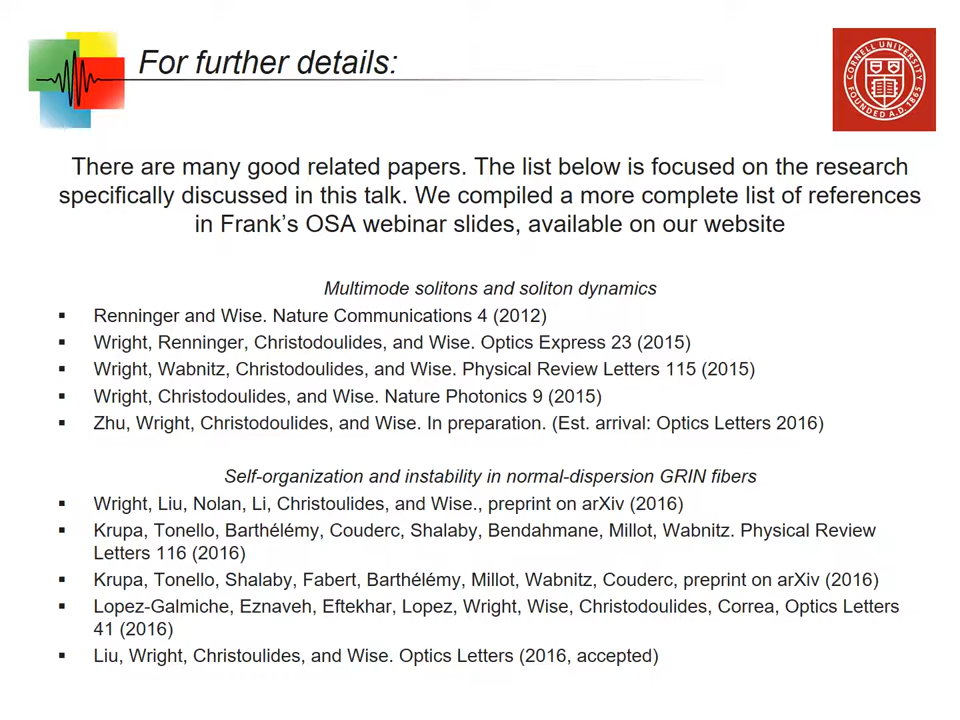 For further details:
CORNELL UNIVERSITY
FOUNDED A.D. 1865
There are many good related papers. The list below is focused on the research
specifically discussed in this talk. We compiled a more complete list of references
in Frank's OSA webinar slides, available on our website
Multimode solitons and soliton dynamics
▪ Renninger and Wise. Nature Communications 4 (2012)
▪ Wright, Renninger, Christodoulides, and Wise. Optics Express 23 (2015)
▪ Wright, Wabnitz, Christodoulides, and Wise. Physical Review Letters 115 (2015)
▪ Wright, Christodoulides, and Wise. Nature Photonics 9 (2015)
▪ Zhu, Wright, Christodoulides, and Wise. In preparation. (Est. arrival: Optics Letters 2016)
Self-organization and instability in normal-dispersion GRIN fibers
▪ Wright, Liu, Nolan, Li, Christoulides, and Wise., preprint on arXiv (2016)
▪ Krupa, Tonello, Barthélémy, Couderc, Shalaby, Bendahmane, Millot, Wabnitz. Physical Review
Letters 116 (2016)
▪ Krupa, Tonello, Shalaby, Fabert, Barthélémy, Millot, Wabnitz, Couderc, preprint on arXiv (2016)
▪ Lopez-Galmiche, Eznaveh, Eftekhar, Lopez, Wright, Wise, Christodoulides, Correa, Optics Letters
41 (2016)
▪ Liu, Wright, Christoulides, and Wise. Optics Letters (2016, accepted)